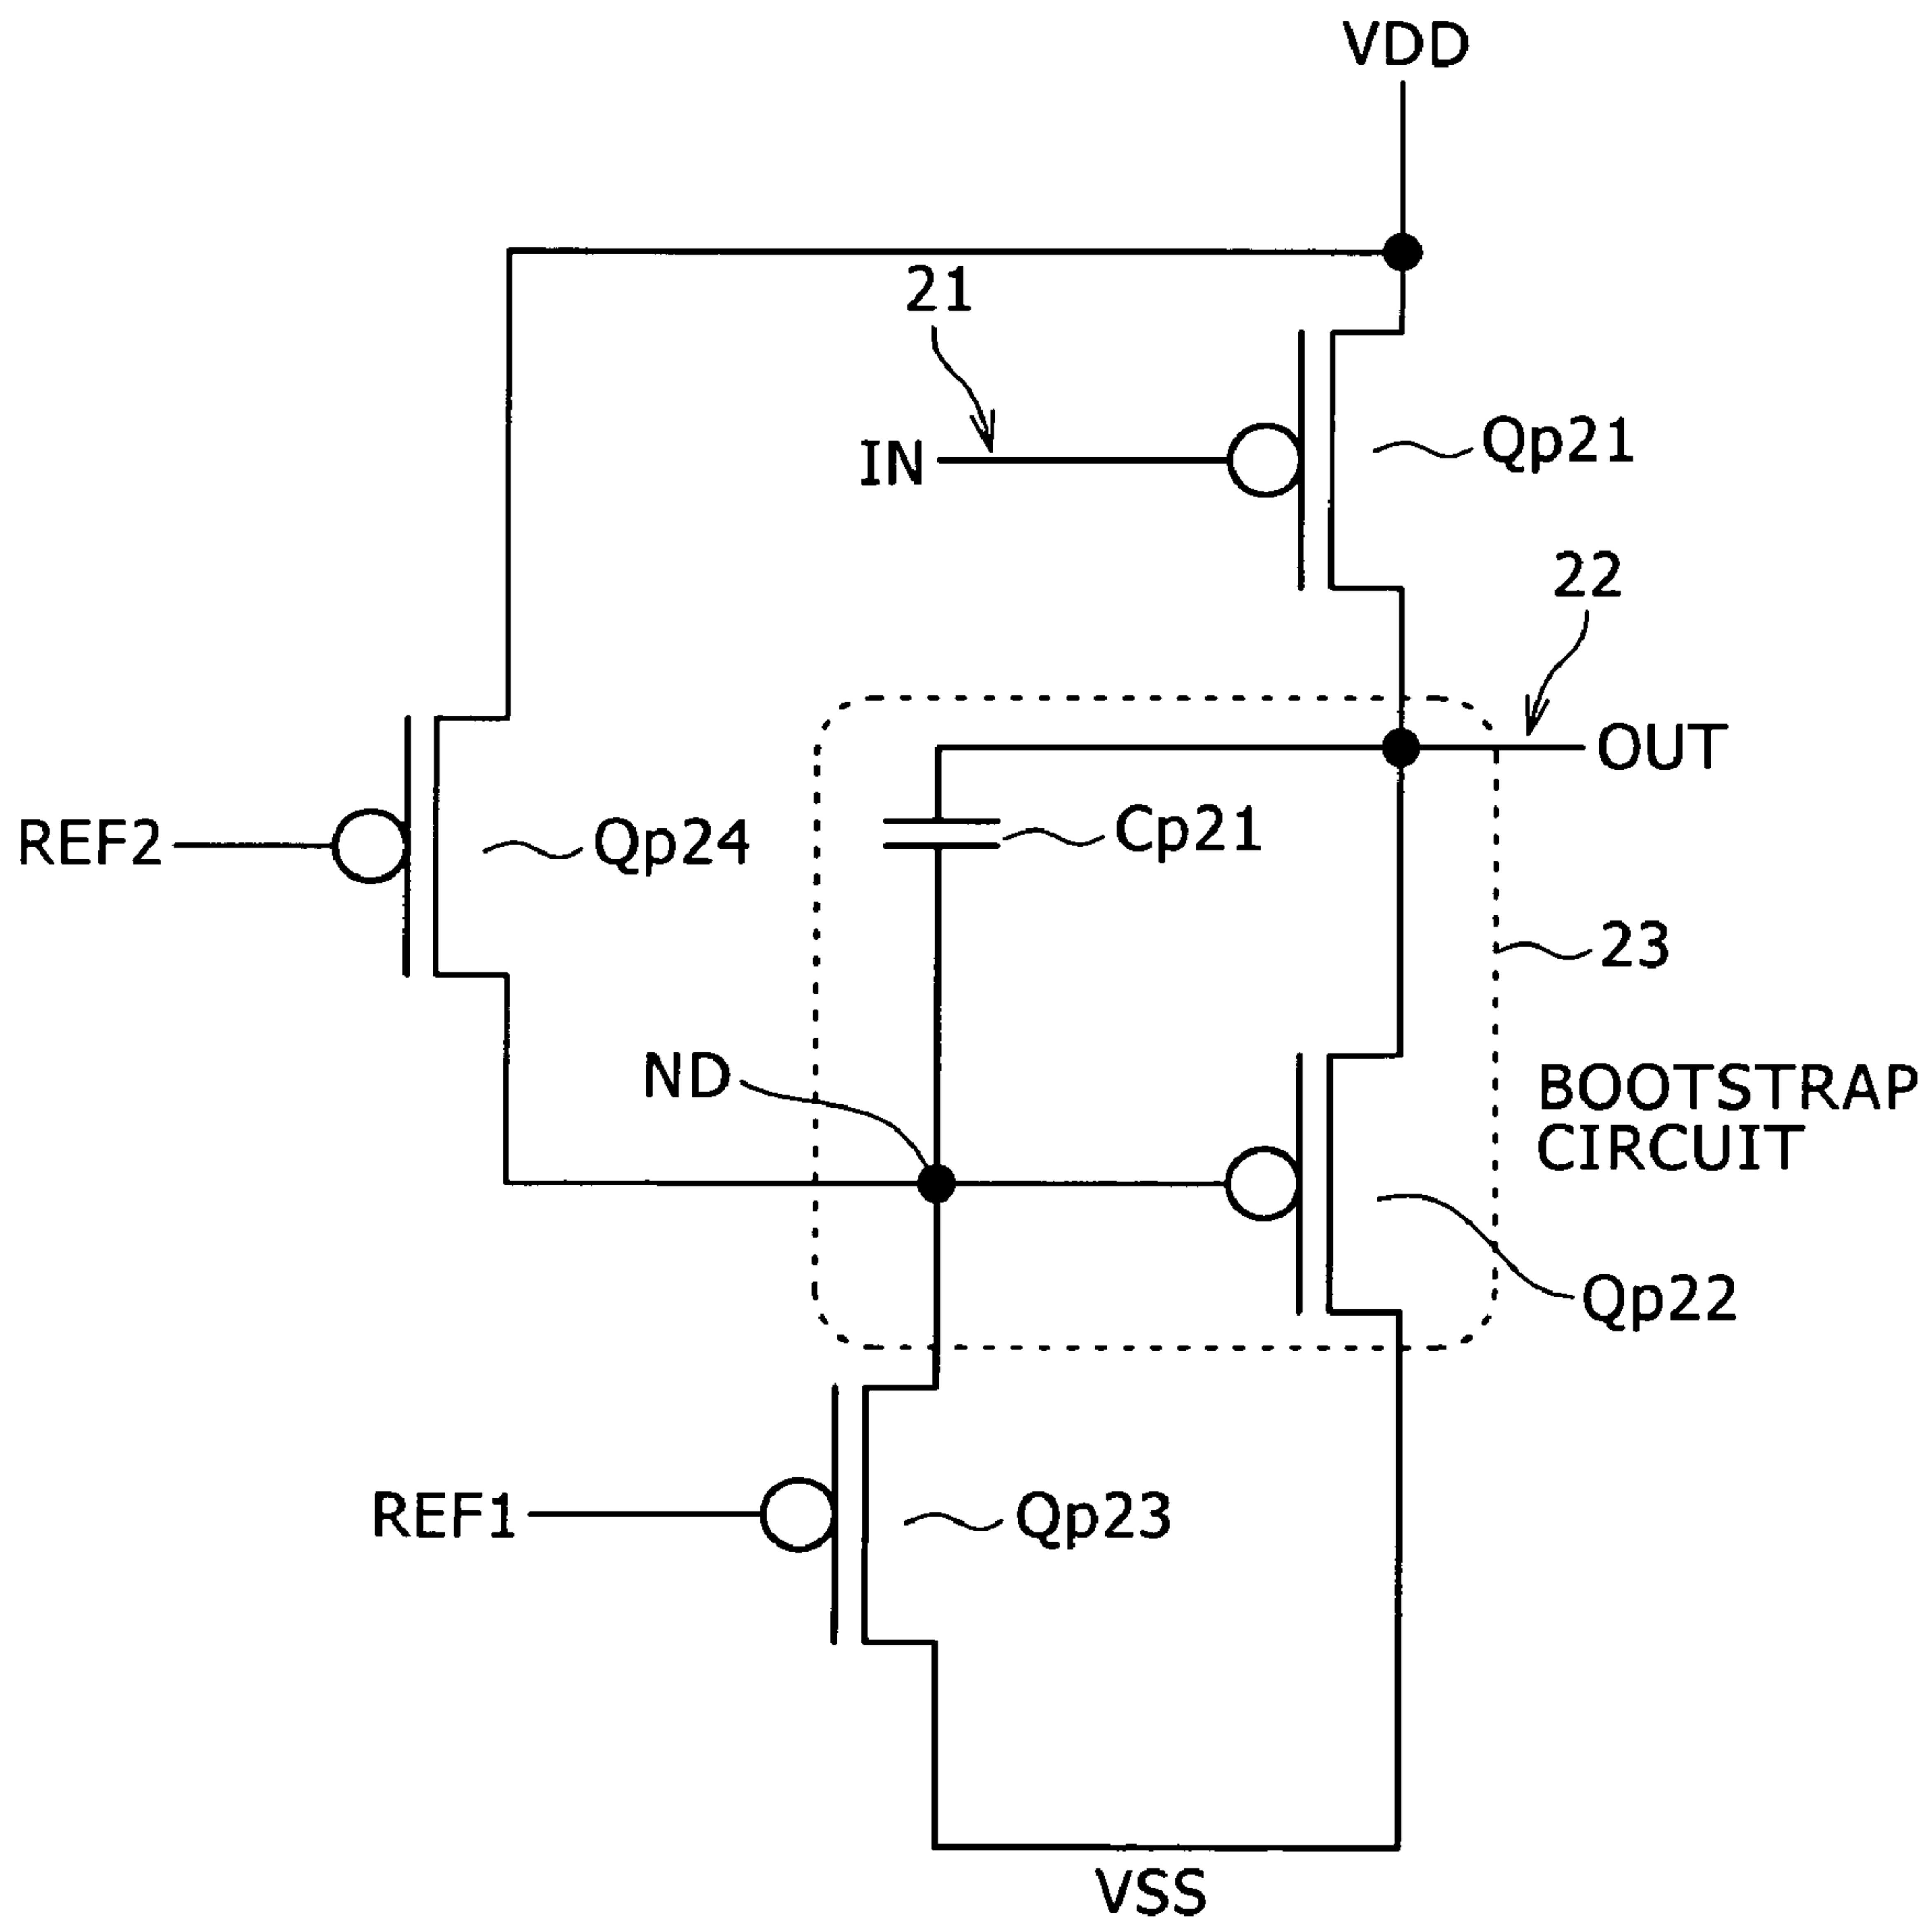 VDD
21
IN
Qp21
22
OUT
Cp21
REF2
Qp24
23
ND
BOOTSTRAP
CIRCUIT
Qp22
REF1
Qp23
VSS